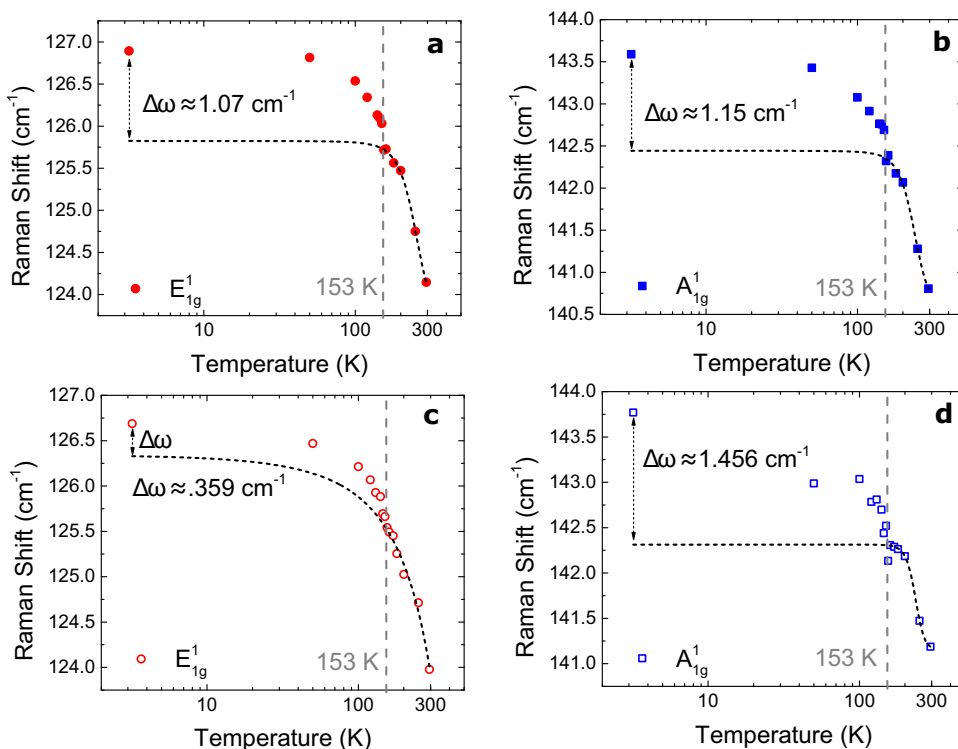 a
127.0
126.5
126.0
125.5
125.0
124.5
124.0
Raman Shift (cm⁻¹)
Δω ≈ 1.07 cm⁻¹
E¹1g
153 K
10 100 300
Temperature (K)
b
144.0
143.5
143.0
142.5
142.0
141.5
141.0
140.5
Raman Shift (cm⁻¹)
Δω ≈ 1.15 cm⁻¹
A¹1g
153 K
10 100 300
Temperature (K)
c
127.0
126.5
126.0
125.5
125.0
124.5
124.0
Raman Shift (cm⁻¹)
Δω
Δω ≈ .359 cm⁻¹
E¹1g
153 K
10 100 300
Temperature (K)
d
144.0
143.5
143.0
142.5
142.0
141.5
141.0
Raman Shift (cm⁻¹)
Δω ≈ 1.456 cm⁻¹
A¹1g
153 K
10 100 300
Temperature (K)